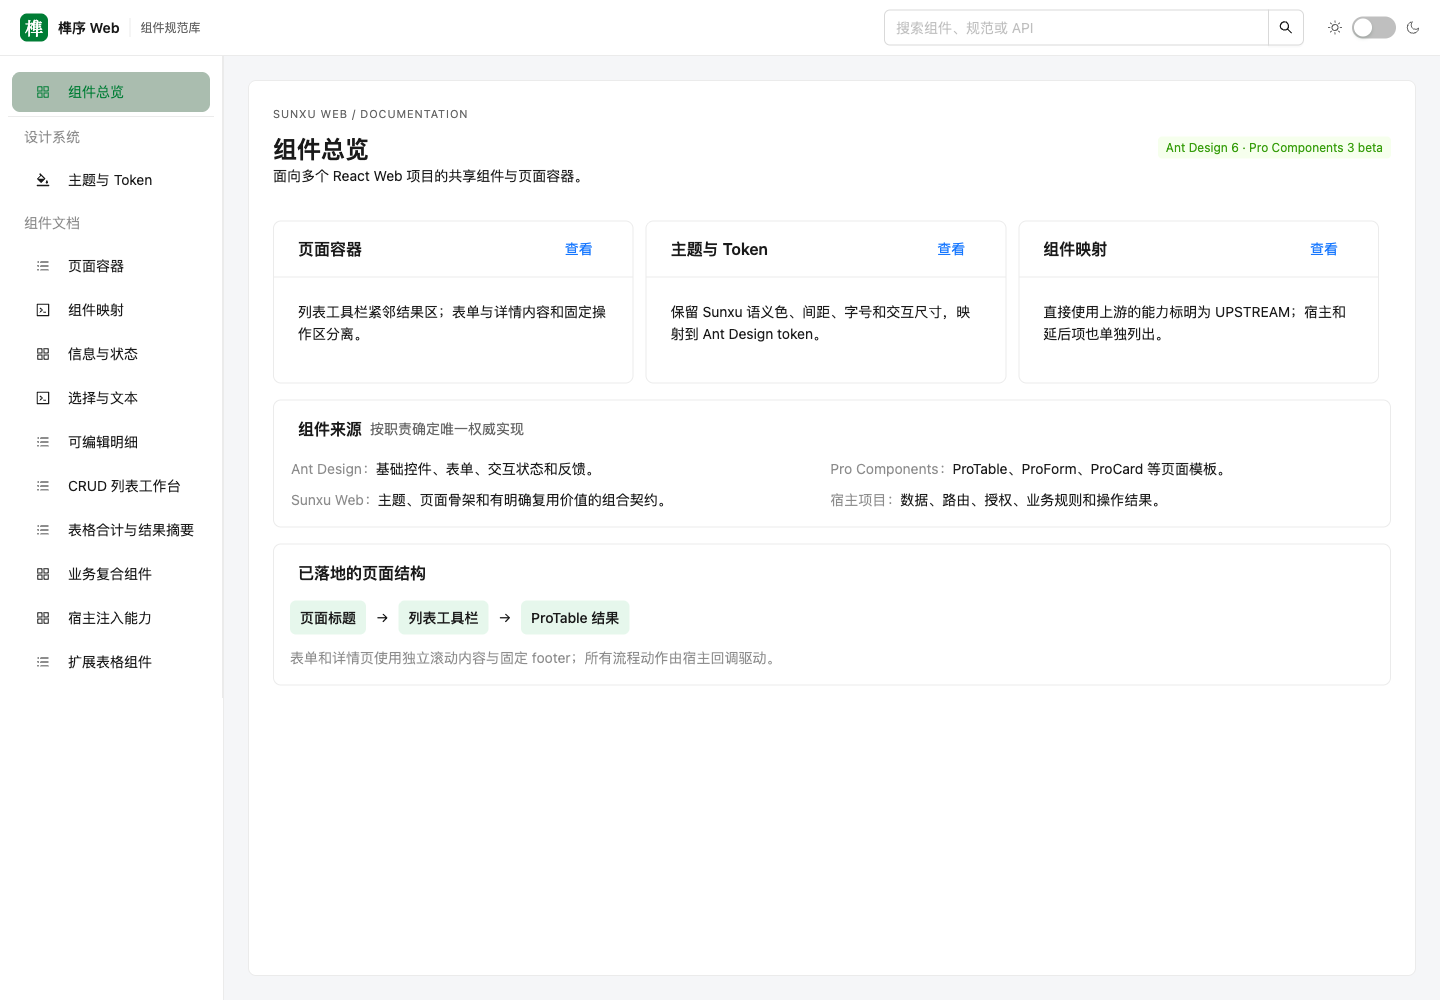 榫 榫序 Web 组件规范库
搜索组件、规范或 API
组件总览
设计系统
主题与 Token
组件文档
页面容器
组件映射
信息与状态
选择与文本
可编辑明细
CRUD 列表工作台
表格合计与结果摘要
业务复合组件
宿主注入能力
扩展表格组件
SUNXU WEB / DOCUMENTATION
组件总览
Ant Design 6 · Pro Components 3 beta
面向多个 React Web 项目的共享组件与页面容器。
页面容器 查看
列表工具栏紧邻结果区；表单与详情内容和固定操
作区分离。
主题与 Token 查看
保留 Sunxu 语义色、间距、字号和交互尺寸，映
射到 Ant Design token。
组件映射 查看
直接使用上游的能力标明为 UPSTREAM；宿主和
延后项也单独列出。
组件来源 按职责确定唯一权威实现
Ant Design： 基础控件、表单、交互状态和反馈。
Pro Components： ProTable、ProForm、ProCard 等页面模板。
Sunxu Web： 主题、页面骨架和有明确复用价值的组合契约。
宿主项目： 数据、路由、授权、业务规则和操作结果。
已落地的页面结构
页面标题 → 列表工具栏 → ProTable 结果
表单和详情页使用独立滚动内容与固定 footer；所有流程动作由宿主回调驱动。